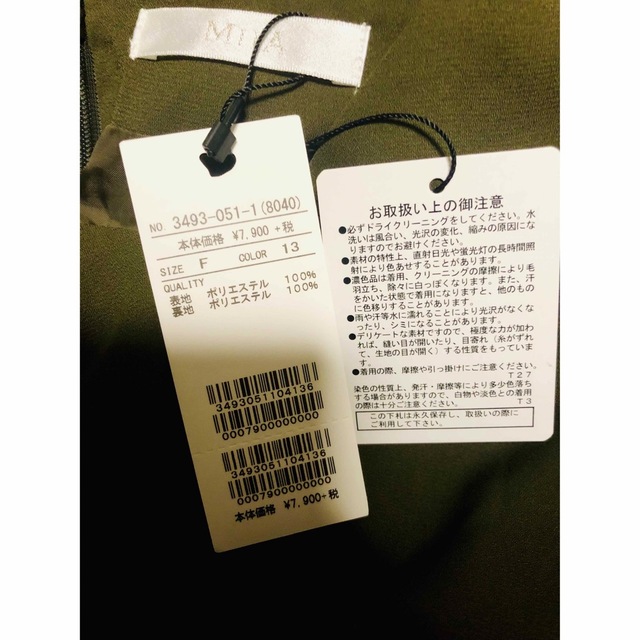 MIIA
NO. 3493-051-1(8040)
本体価格 ¥7,900 +税
SIZE F COLOR 13
QUALITY
表地 ポリエステル 100%
裏地 ポリエステル 100%
3493051104136
0007900000000
3493051104136
0007900000000
本体価格 ¥7,900+税
お取扱い上の御注意
●必ずドライクリーニングをしてください。水
洗いは風合い、光沢の変化、縮みの原因にな
りますのでお避けください。
●素材の特性上、直射日光や蛍光灯の長時間照
射により色あせすることがあります。
●濃色品は着用、クリーニングの摩擦により毛
羽立ち、除々に白っぽくなります。また、汗
をかいた状態で着用になりますと、他のもの
に色移りすることがあります。
●雨や汗等水に濡れることにより光沢がなくな
ったり、シミになることがあります。
●デリケートな素材ですので、極度な力が加わ
れば、縫い目が開いたり、目寄れ(糸がずれ
て、生地の目が開く)する性質をもっていま
す。
●着用の際、摩擦や引っ掛けにご注意ください。
T27
染色の性質上、発汗・摩擦等により多少色落ち
する場合がありますので、白物や淡色との着用
の際は十分ご注意ください。 T3
この下札は永久保存し、取扱いの際に
ご利用して下さい。